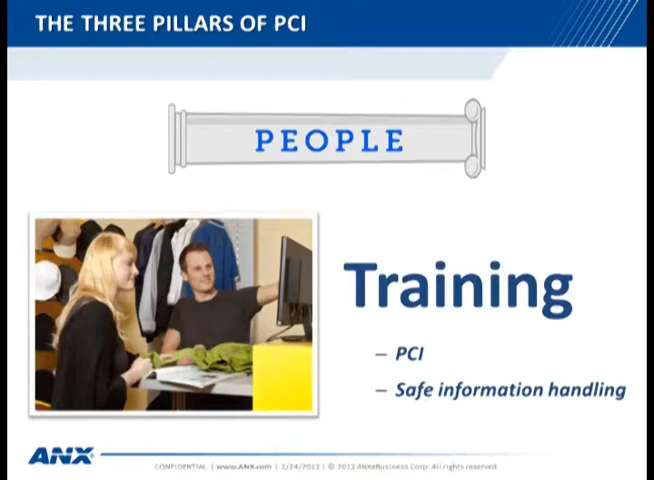 THE THREE PILLARS OF PCI
PEOPLE
Training
– PCI
– Safe information handling
ANX
CONFIDENTIAL | www.ANX.com | 2/24/2012 | © 2012 ANXeBusiness Corp. All rights reserved